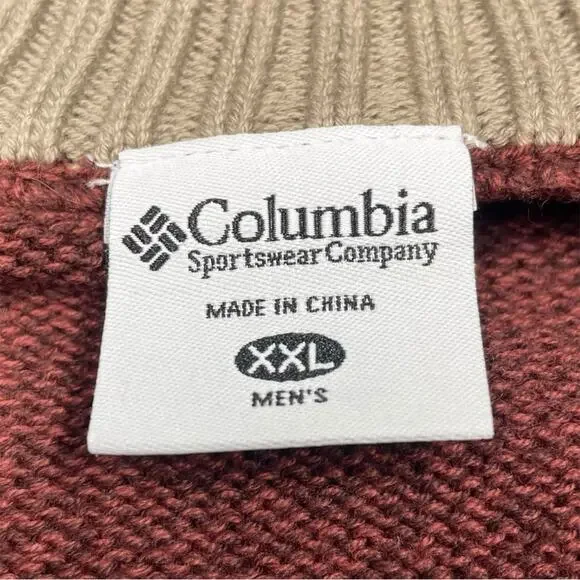 Columbia
Sportswear Company
MADE IN CHINA
XXL
MEN'S